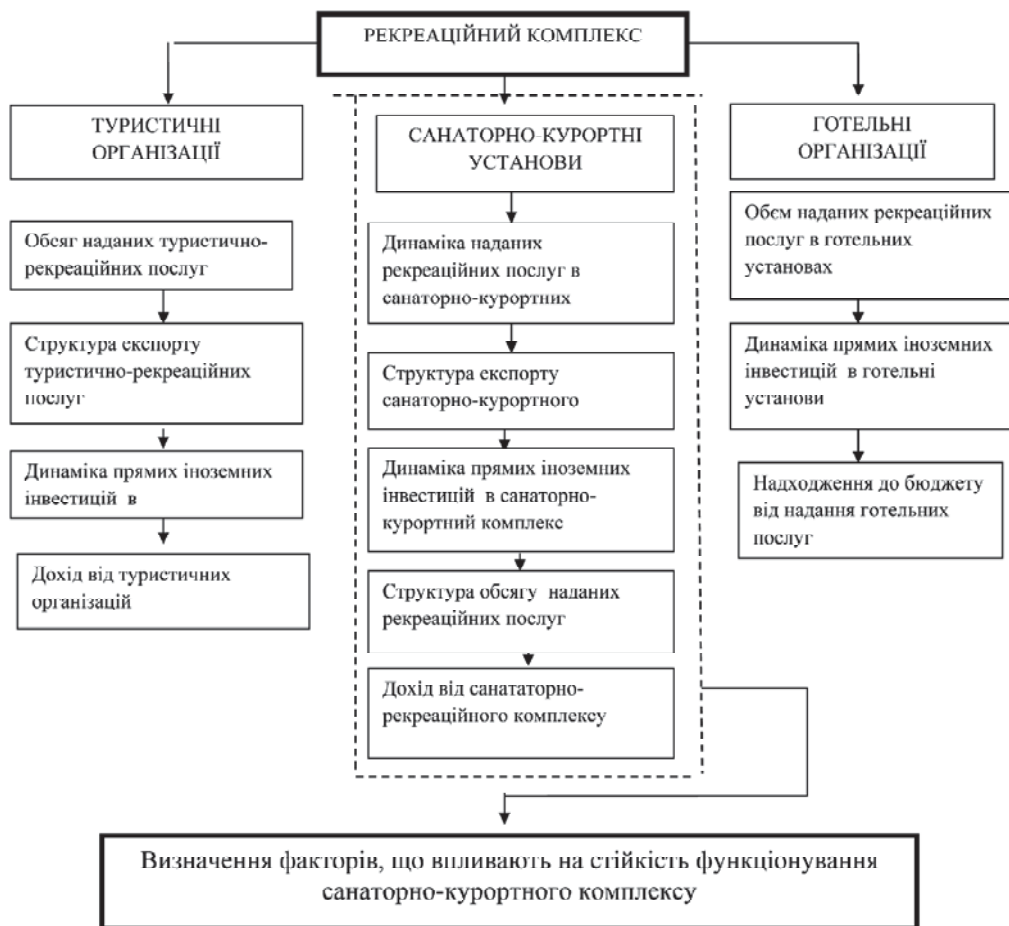 РЕКРЕАЦІЙНИЙ КОМПЛЕКС
ТУРИСТИЧНІ
ОРГАНІЗАЦІЇ
Обсяг наданих туристично-
рекреаційних послуг
Структура експорту
туристично-рекреаційних
послуг
Динаміка прямих іноземних
інвестицій в
Дохід від туристичних
організацій
САНАТОРНО-КУРОРТНІ
УСТАНОВИ
Динаміка наданих
рекреаційних послуг в
санаторно-курортних
Структура експорту
санаторно-курортного
Динаміка прямих іноземних
інвестицій в санаторно-
курортний комплекс
Структура обсягу наданих
рекреаційних послуг
Дохід від санататорно-
рекреаційного комплексу
ГОТЕЛЬНІ
ОРГАНІЗАЦІЇ
Обєм наданих рекреаційних
послуг в готельних
установах
Динаміка прямих іноземних
інвестицій в готельні
установи
Надходження до бюджету
від надання готельних
послуг
Визначення факторів, що впливають на стійкість функціонування
санаторно-курортного комплексу